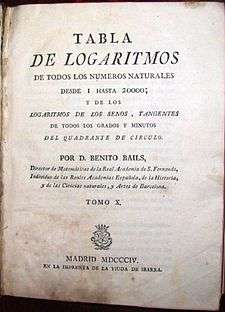 TABLA
DE LOGARITMOS
DE TODOS LOS NUMEROS NATURALES
DESDE 1 HASTA 20000;
Y DE LOS
LOGARITMOS DE LOS SENOS, TANGENTES
DE TODOS LOS GRADOS Y MINUTOS
DEL QUADRANTE DE CIRCULO.
POR D. BENITO BAILS,
Director de Matemáticas de la Real Academia de S. Fernando,
Individuo de las Reales Academias Española, de la Historia,
y de las Ciencias naturales, y Artes de Barcelona.
TOMO X.
MADRID MDCCCIV.
EN LA IMPRENTA DE LA VIUDA DE IBARRA.